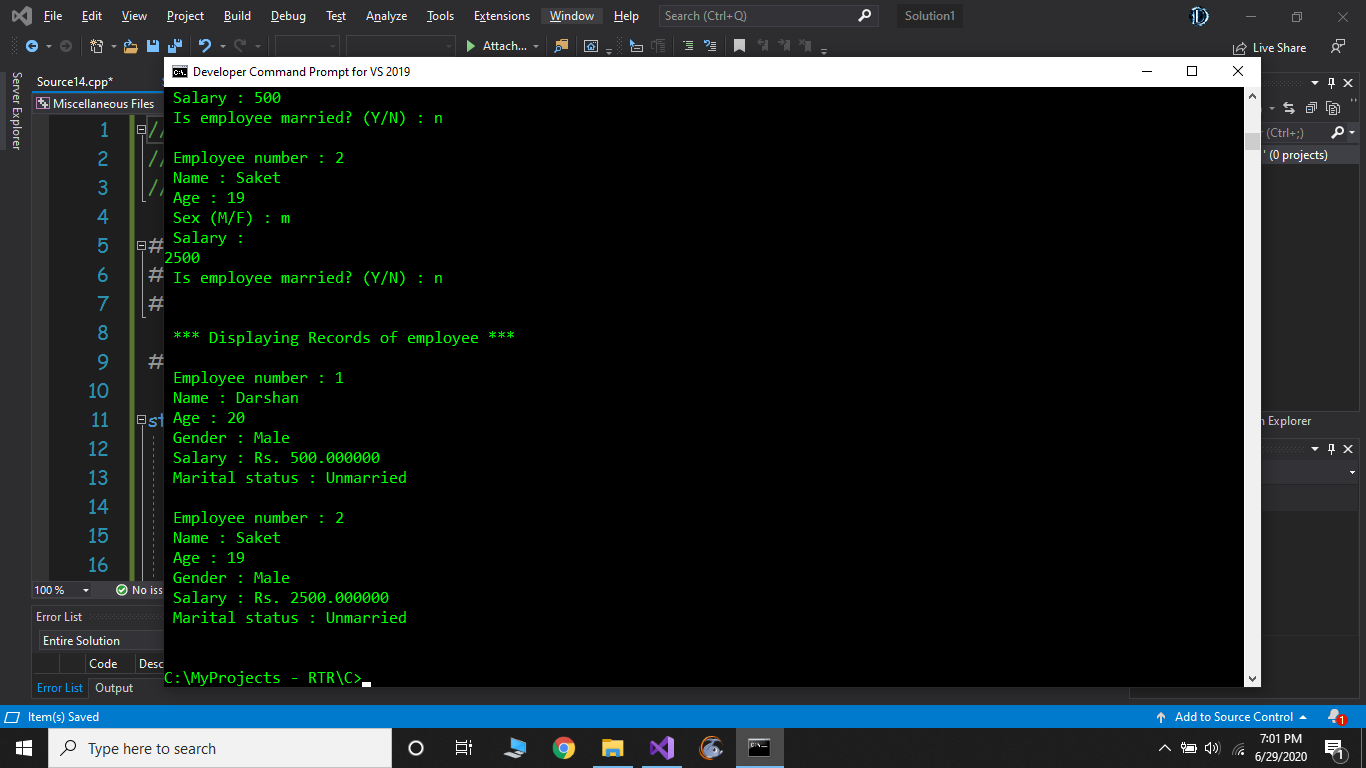 File Edit View Project Build Debug Test Analyze Tools Extensions Window Help Search (Ctrl+Q) Solution1
Attach... Live Share
Server Explorer
Source14.cpp*
Miscellaneous Files
Developer Command Prompt for VS 2019
Salary : 500
Is employee married? (Y/N) : n
Employee number : 2
Name : Saket
Age : 19
Sex (M/F) : m
Salary :
2500
Is employee married? (Y/N) : n
*** Displaying Records of employee ***
Employee number : 1
Name : Darshan
Age : 20
Gender : Male
Salary : Rs. 500.000000
Marital status : Unmarried
Employee number : 2
Name : Saket
Age : 19
Gender : Male
Salary : Rs. 2500.000000
Marital status : Unmarried
C:\MyProjects - RTR\C>
1 //
2 //
3 //
4
5 #
6 #
7 #
8
9 #
10
11 st
12
13
14
15
16
(Ctrl+;)
' (0 projects)
Explorer
100 % No iss
Error List
Entire Solution
Code Desc
Error List Output
Item(s) Saved Add to Source Control 1
Type here to search
7:01 PM
6/29/2020
1